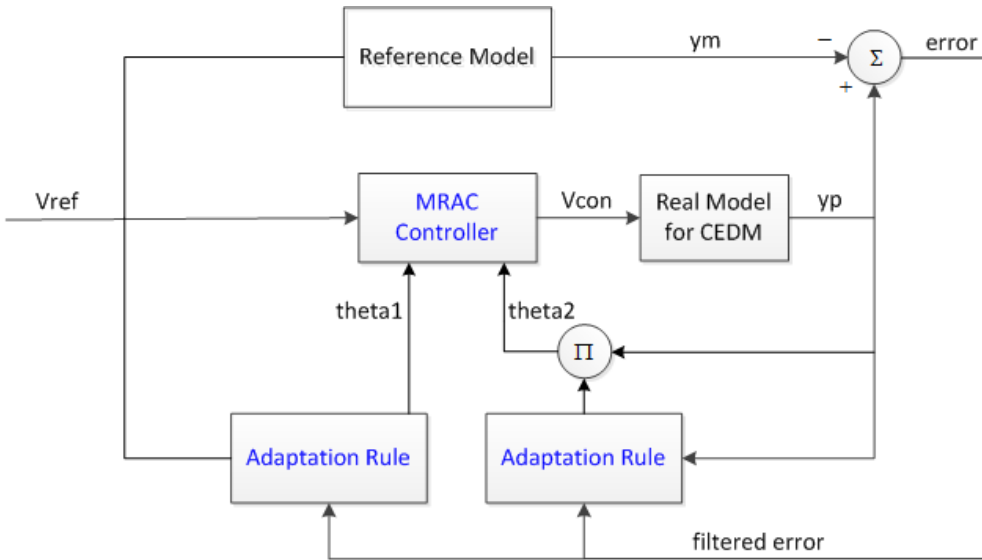 ym
−
error
Reference Model
Σ
+
Vref
MRAC
Controller
Vcon
Real Model
for CEDM
yp
theta1
theta2
Π
Adaptation Rule
Adaptation Rule
filtered error